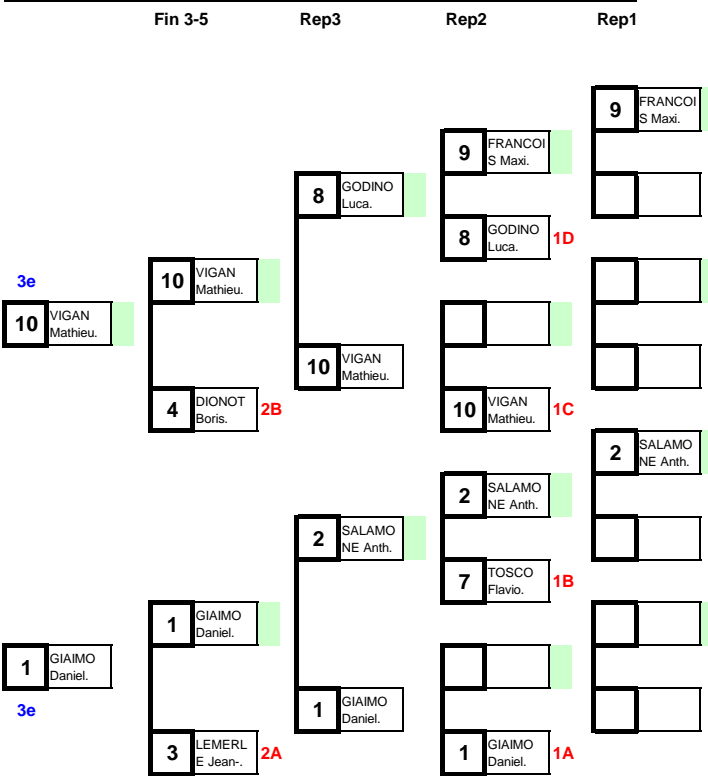 Fin 3-5 Rep3 Rep2 Rep1
9 FRANCOI
S Maxi.
9 FRANCOI
S Maxi.
8 GODINO
Luca.
8 GODINO
Luca. 1D
10 VIGAN
Mathieu.
3e
10 VIGAN
Mathieu.
10 VIGAN
Mathieu.
4 DIONOT
Boris. 2B
10 VIGAN
Mathieu. 1C
2 SALAMO
NE Anth.
2 SALAMO
NE Anth.
2 SALAMO
NE Anth.
7 TOSCO
Flavio. 1B
1 GIAIMO
Daniel.
1 GIAIMO
Daniel.
3e
1 GIAIMO
Daniel.
3 LEMERL
E Jean-. 2A
1 GIAIMO
Daniel. 1A